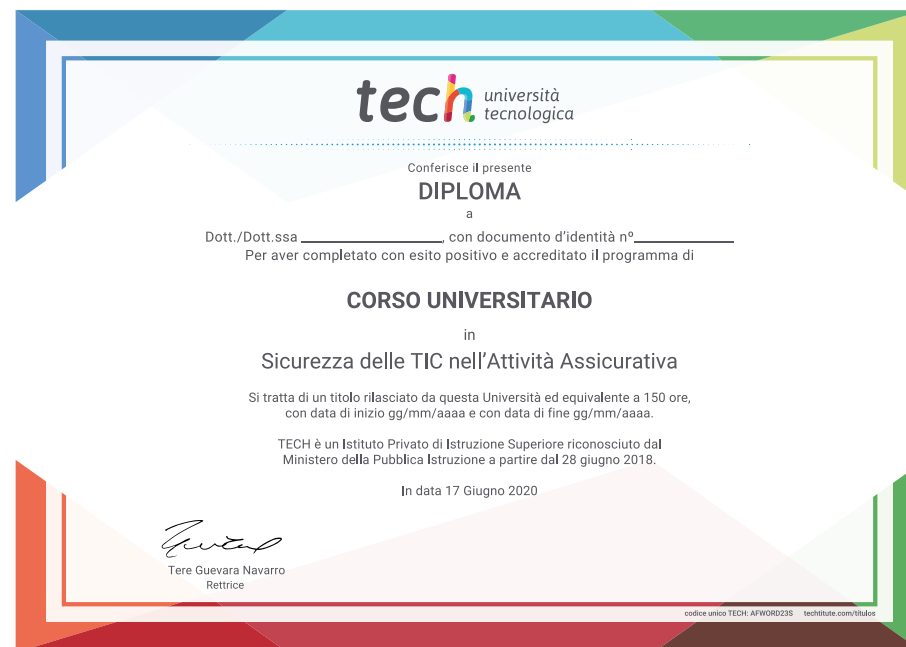 tech università
tecnologica
Conferisce il presente
DIPLOMA
a
Dott./Dott.ssa ____________________, con documento d'identità nº______________
Per aver completato con esito positivo e accreditato il programma di
CORSO UNIVERSITARIO
in
Sicurezza delle TIC nell'Attività Assicurativa
Si tratta di un titolo rilasciato da questa Università ed equivalente a 150 ore,
con data di inizio gg/mm/aaaa e con data di fine gg/mm/aaaa.
TECH è un Istituto Privato di Istruzione Superiore riconosciuto dal
Ministero della Pubblica Istruzione a partire dal 28 giugno 2018.
In data 17 Giugno 2020
Tere Guevara Navarro
Rettrice
codice unico TECH: AFWORD23S techtitute.com/titulos